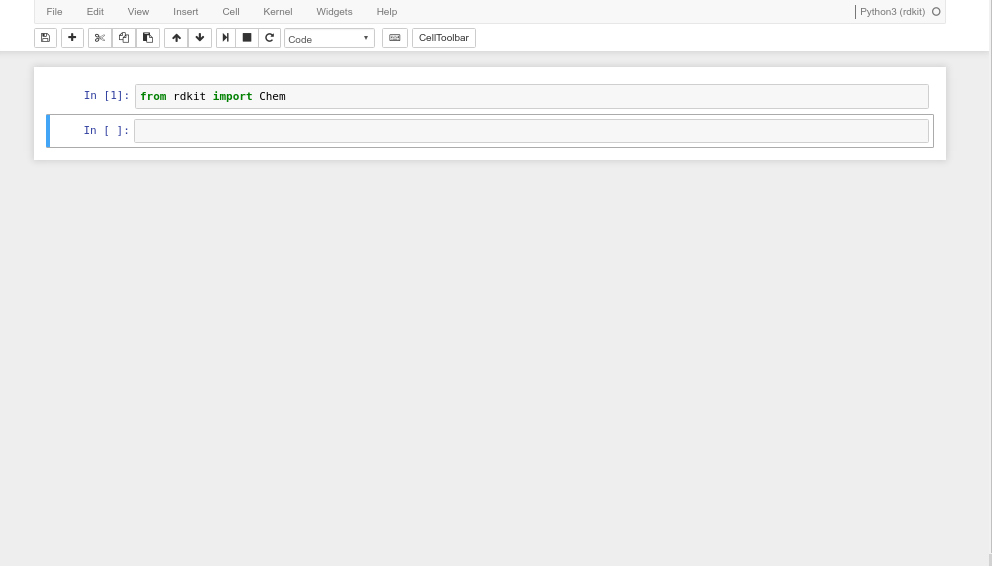 File Edit View Insert Cell Kernel Widgets Help Python3 (rdkit)
Code CellToolbar
In [1]: from rdkit import Chem
In [ ]: